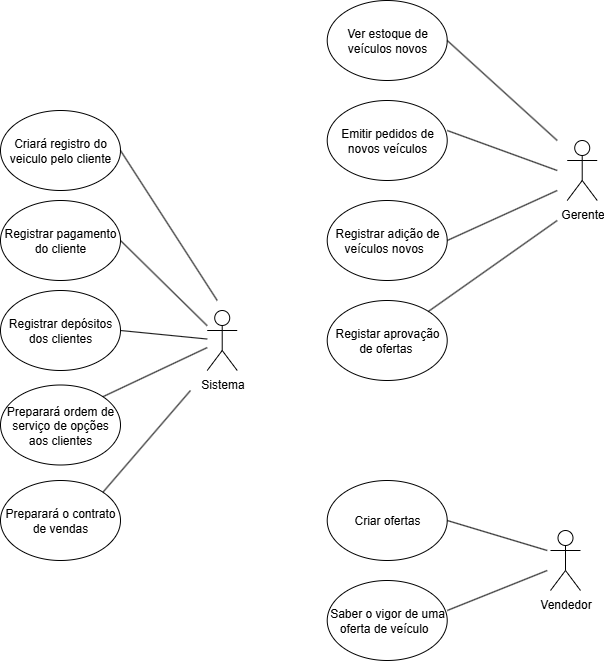 Ver estoque de
veículos novos
Emitir pedidos de
novos veículos
Registrar adição de
veículos novos
Registar aprovação
de ofertas
Gerente
Criará registro do
veiculo pelo cliente
Registrar pagamento
do cliente
Registrar depósitos
dos clientes
Preparará ordem de
serviço de opções
aos clientes
Preparará o contrato
de vendas
Sistema
Criar ofertas
Saber o vigor de uma
oferta de veículo
Vendedor